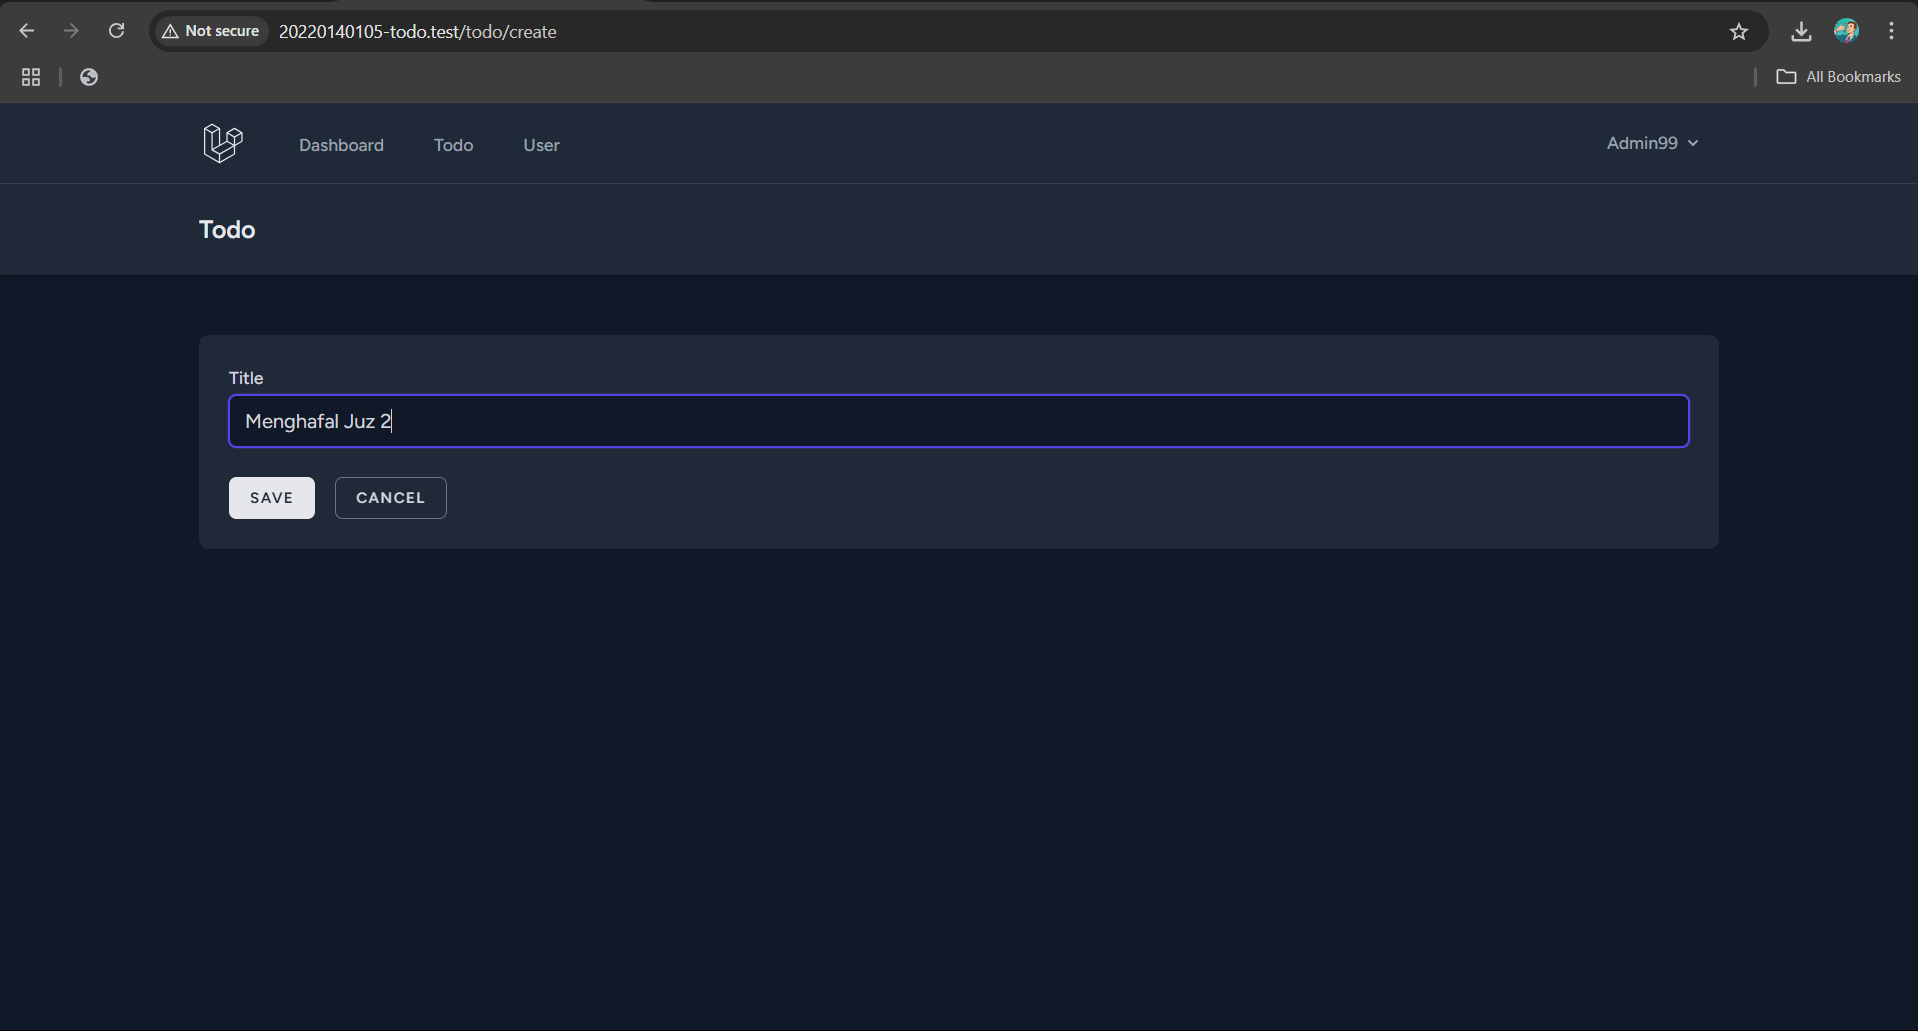 Not secure 20220140105-todo.test/todo/create
All Bookmarks
Dashboard Todo User Admin99
Todo
Title
Menghafal Juz 2
SAVE CANCEL